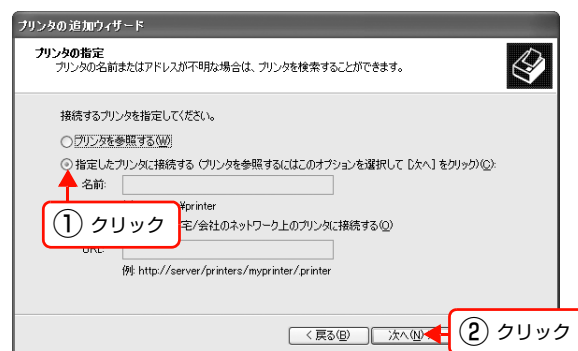 プリンタの追加ウィザード
プリンタの指定
プリンタの名前またはアドレスが不明な場合は、プリンタを検索することができます。
接続するプリンタを指定してください。
プリンタを参照する(W)
指定したプリンタに接続する (プリンタを参照するにはこのオプションを選択して [次へ] をクリック)(C):
名前:
¥printer
① クリック
宅/会社のネットワーク上のプリンタに接続する(O)
URL:
例: http://server/printers/myprinter/.printer
< 戻る(B)
次へ(N)
② クリック